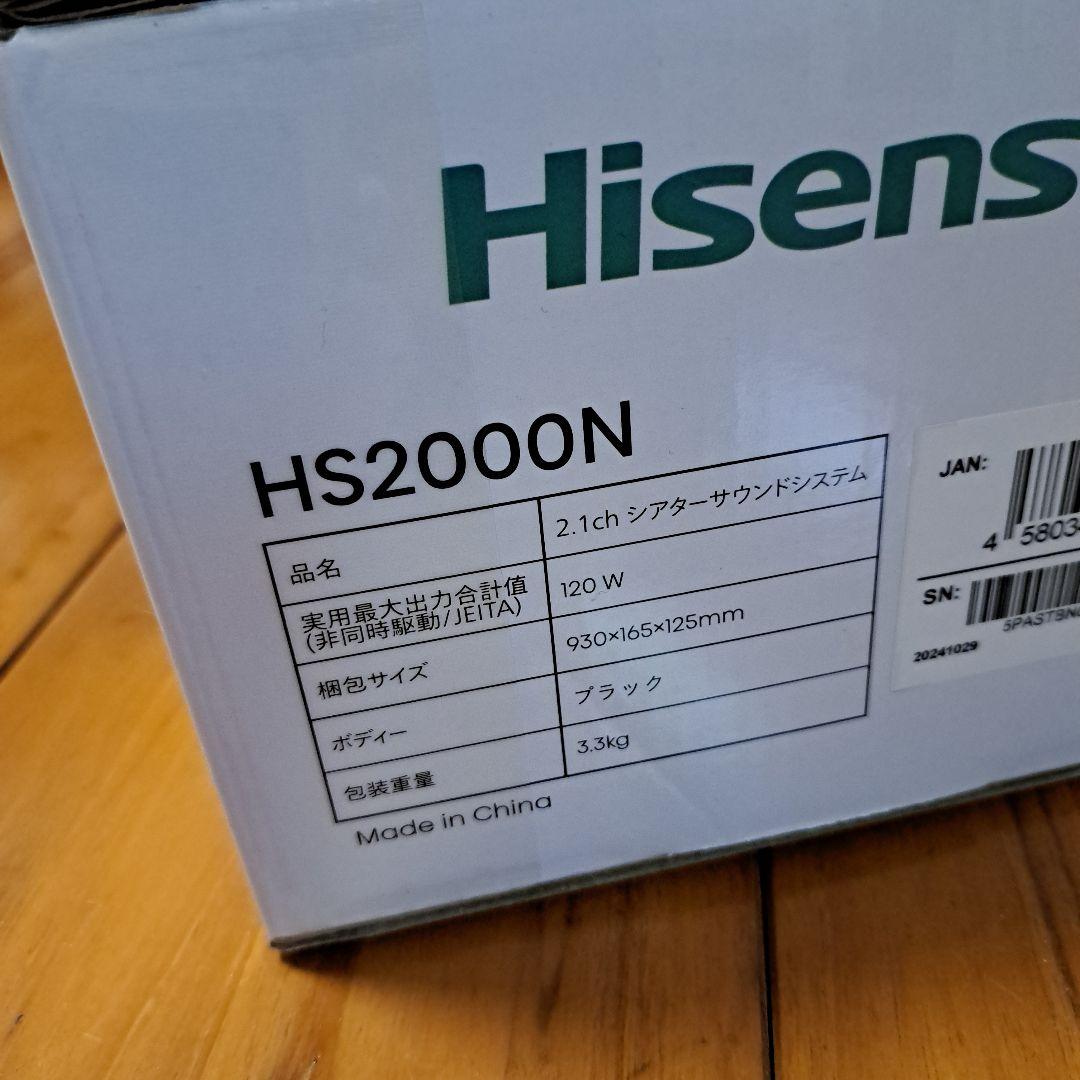 Hisens
HS2000N
品名 2.1ch シアターサウンドシステム
実用最大出力合計値
(非同時駆動/JEITA) 120 W
梱包サイズ 930×165×125mm
ボディー ブラック
包装重量 3.3kg
Made in China
JAN:
4 5803
SN:
5PASTSN
20241029